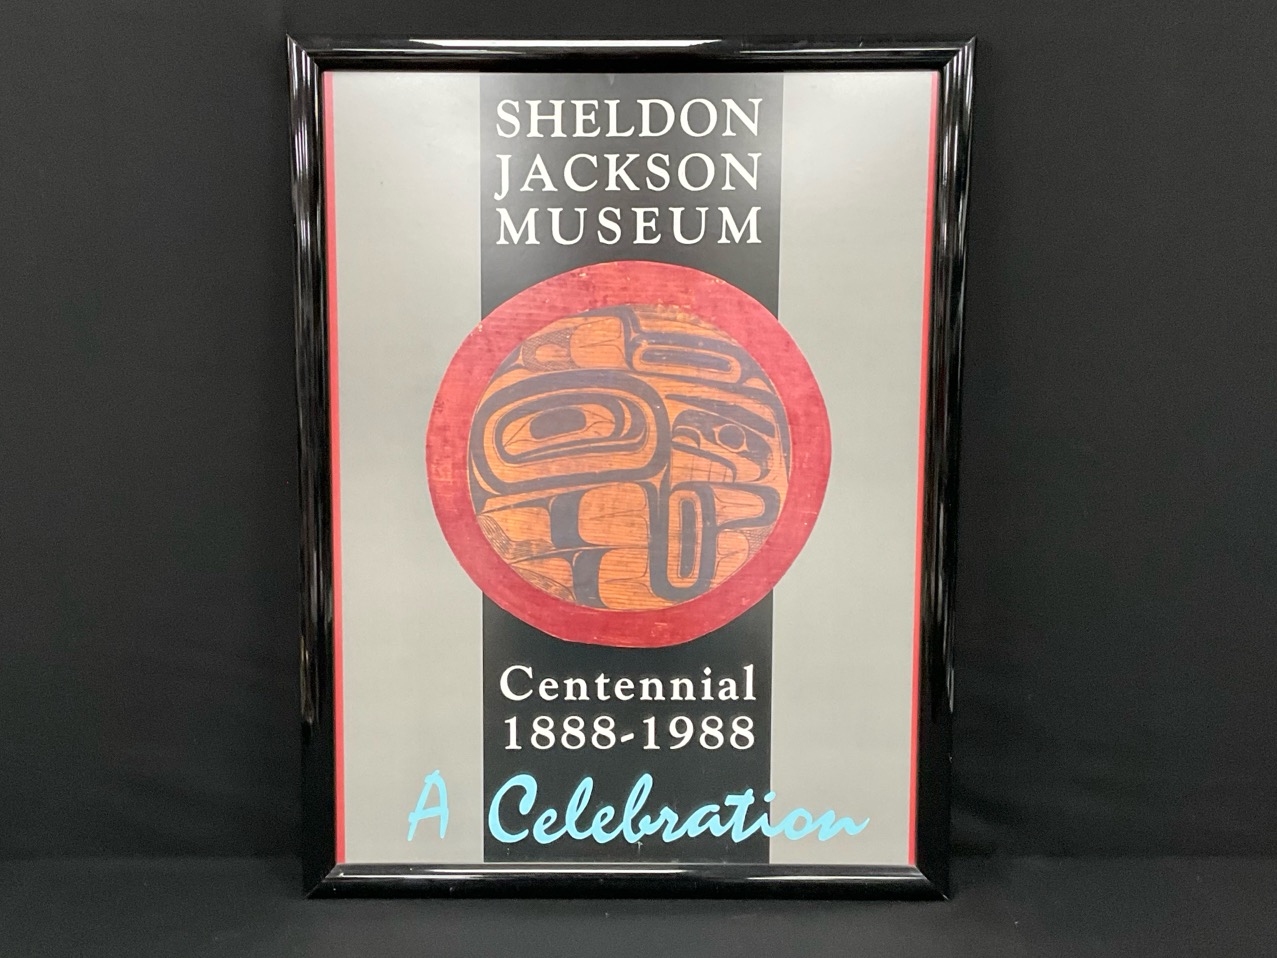 SHELDON
JACKSON
MUSEUM
Centennial
1888-1988
A Celebration